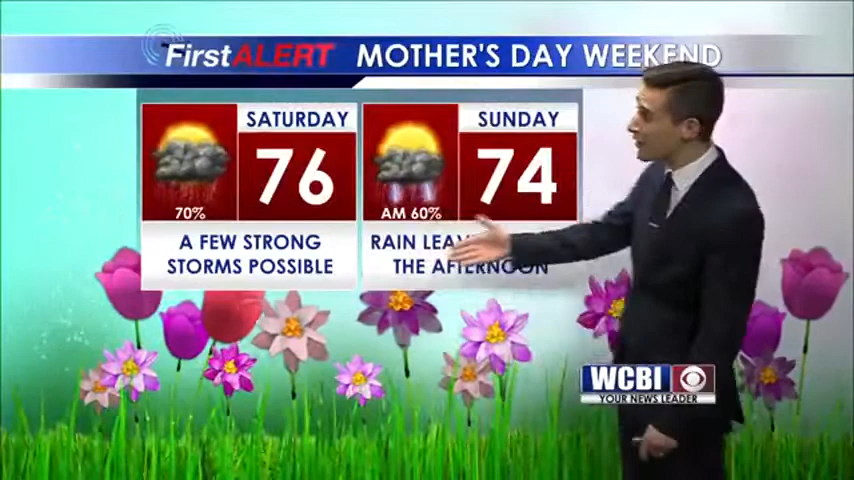 FirstALERT MOTHER'S DAY WEEKEND
SATURDAY
76
70%
A FEW STRONG
STORMS POSSIBLE
SUNDAY
74
AM 60%
RAIN
THE AFTERNOON
WCBI
YOUR NEWS LEADER